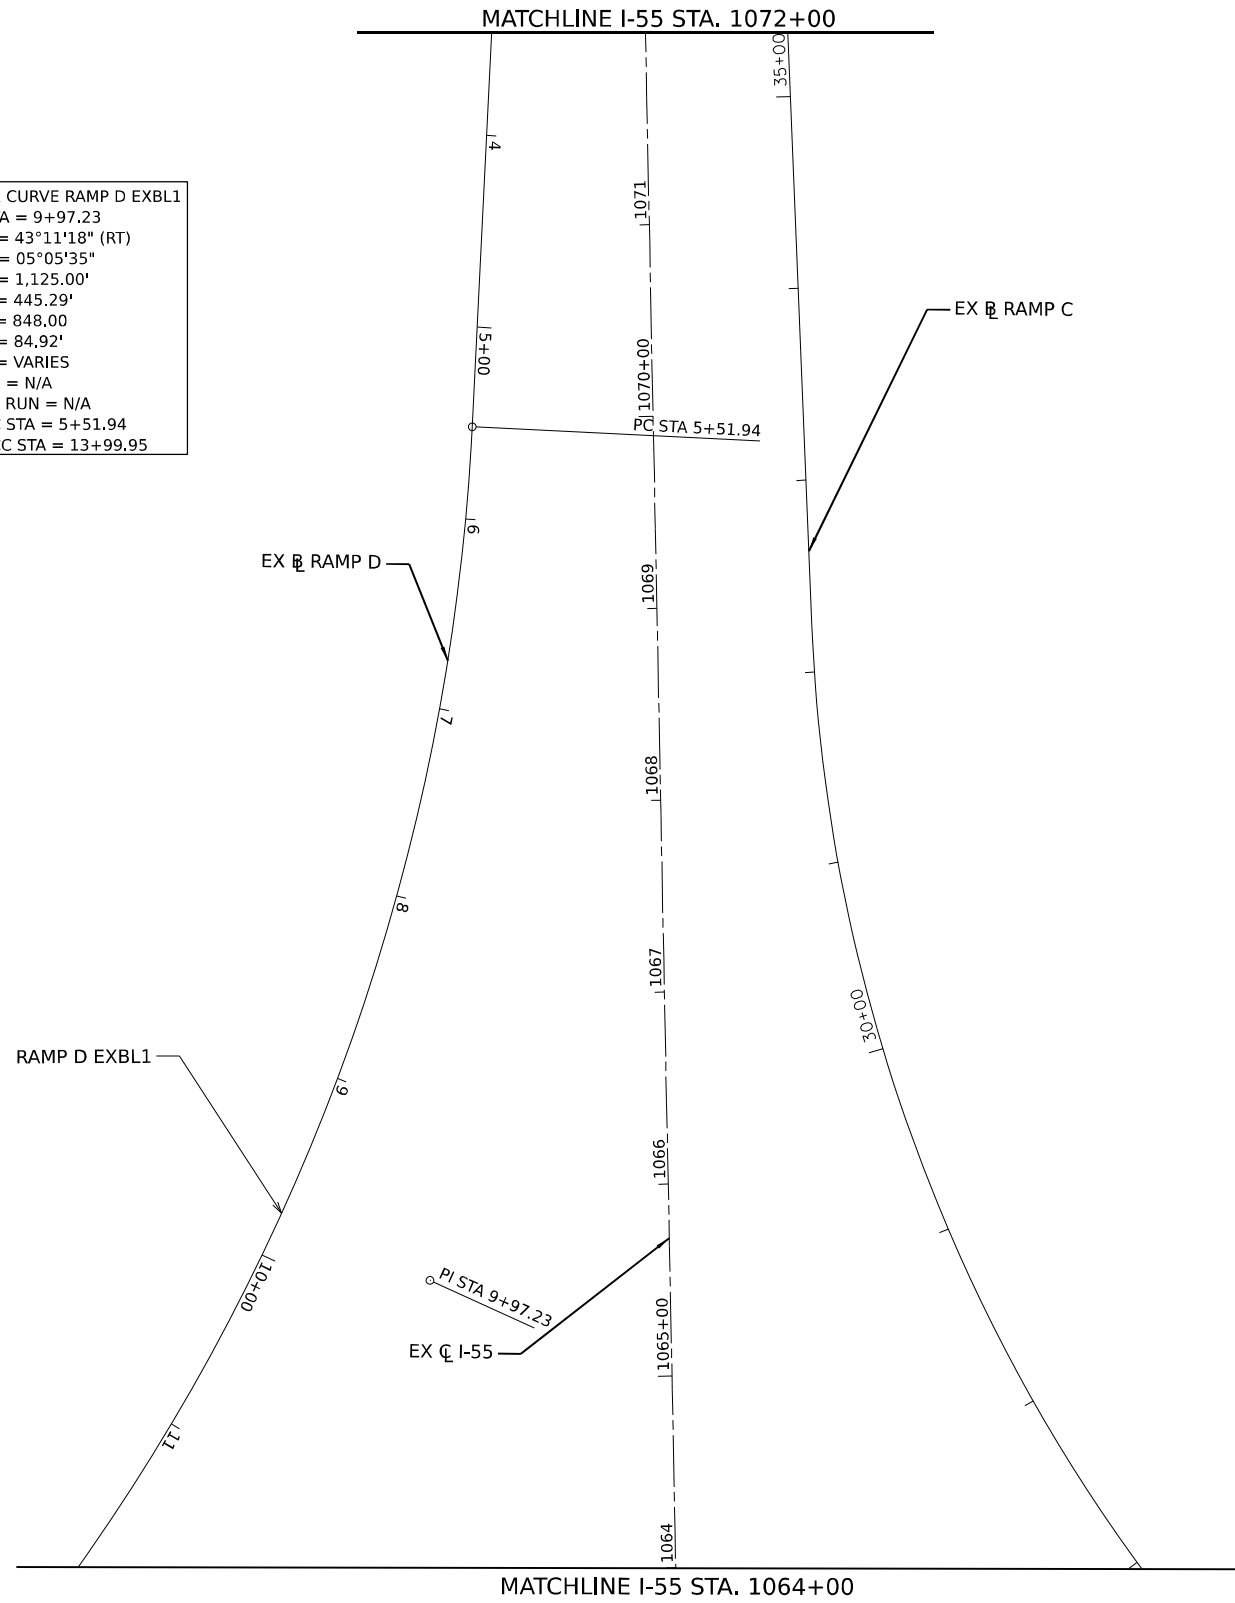 MATCHLINE I-55 STA. 1072+00
35+00
4
CURVE RAMP D EXBL1
= 9+97.23
= 43°11'18" (RT)
= 05°05'35"
= 1,125.00'
= 445.29'
= 848.00
= 84.92'
= VARIES
= N/A
RUN = N/A
STA = 5+51.94
STA = 13+99.95
1071
EX BL RAMP C
5+00
1070+00
PC STA 5+51.94
6
EX BL RAMP D
1069
7
1068
8
1067
30+00
RAMP D EXBL1
9
1066
10+00
PI STA 9+97.23
1065+00
EX CL I-55
11
1064
MATCHLINE I-55 STA. 1064+00